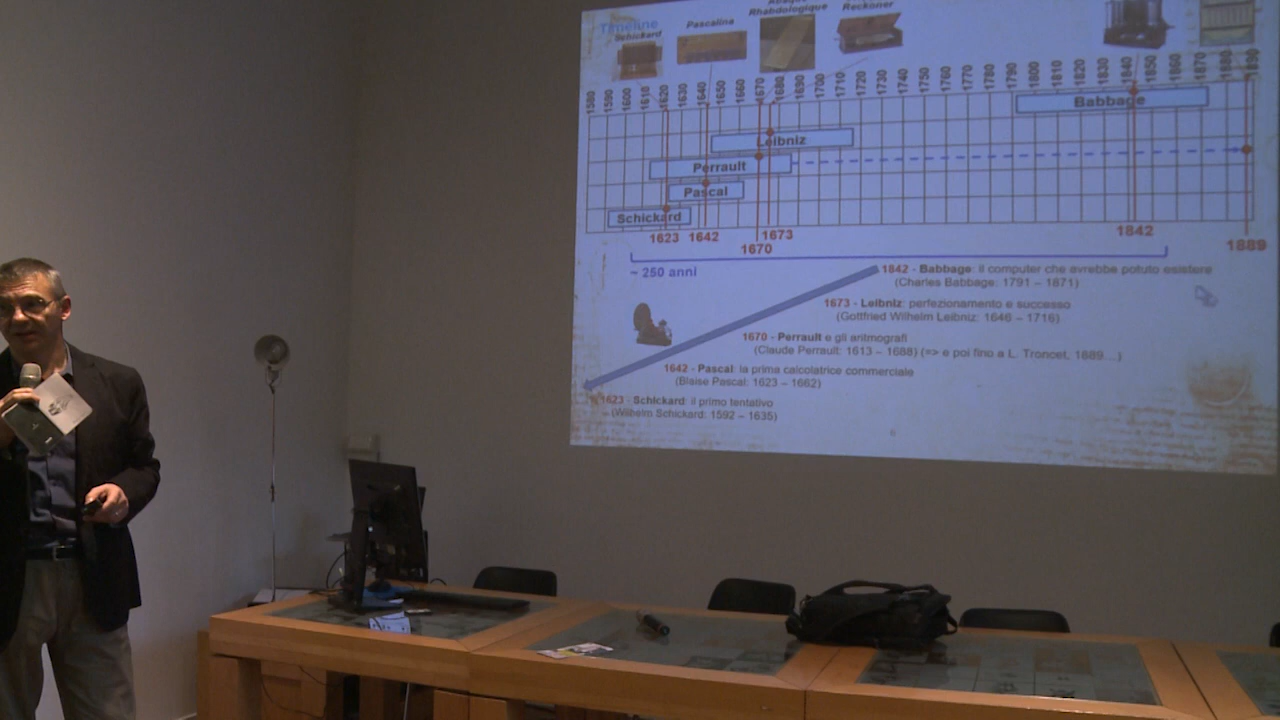 Timeline
Schickard
Pascalina
Abaque
Rhabdologique
Reckoner
1580 1590 1600 1610 1620 1630 1640 1650 1660 1670 1680 1690 1700 1710 1720 1730 1740 1750 1760 1770 1780 1790 1800 1810 1820 1830 1840 1850 1860 1870 1880 1890
Babbage
Leibniz
Perrault
Pascal
Schickard
1623 1642 1670 1673 1842 1889
~ 250 anni
1842 - Babbage: il computer che avrebbe potuto esistere
(Charles Babbage: 1791 – 1871)
1673 - Leibniz: perfezionamento e successo
(Gottfried Wilhelm Leibniz: 1646 – 1716)
1670 - Perrault e gli aritmografi
(Claude Perrault: 1613 – 1688) (=> e poi fino a L. Troncet, 1889...)
1642 - Pascal: la prima calcolatrice commerciale
(Blaise Pascal: 1623 – 1662)
1623 - Schickard: il primo tentativo
(Wilhelm Schickard: 1592 – 1635)